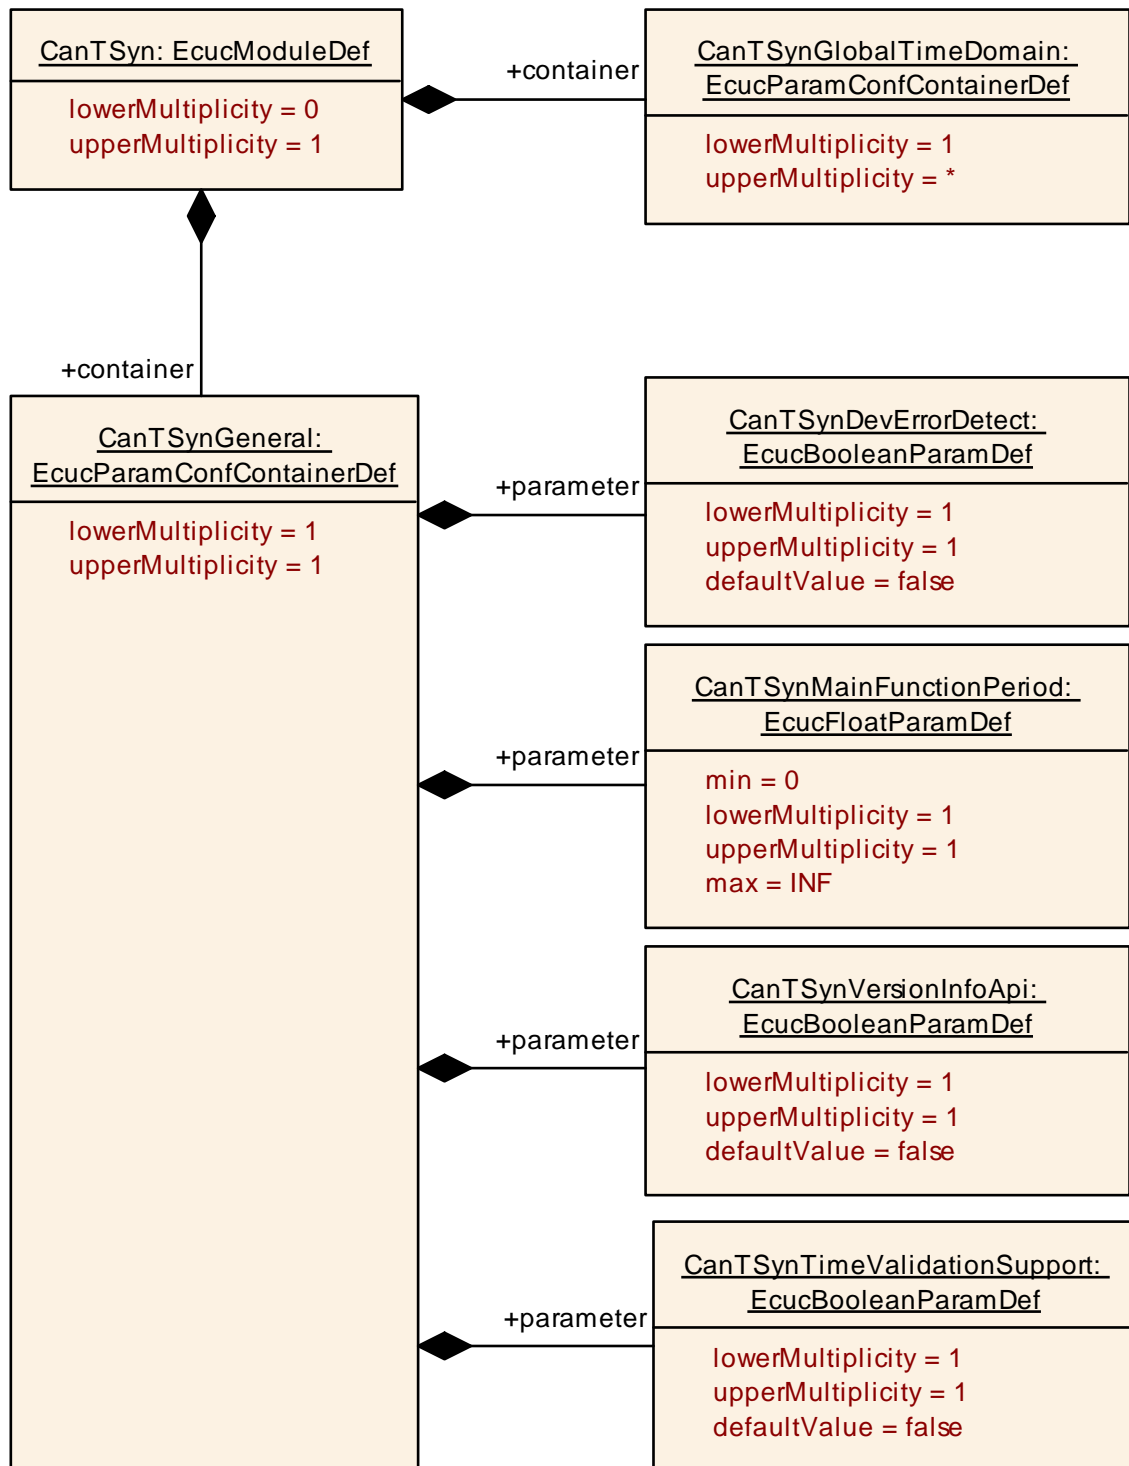 CanTSyn: EcucModuleDef
lowerMultiplicity = 0
upperMultiplicity = 1
+container
CanTSynGlobalTimeDomain:
EcucParamConfContainerDef
lowerMultiplicity = 1
upperMultiplicity = *
+container
CanTSynGeneral:
EcucParamConfContainerDef
lowerMultiplicity = 1
upperMultiplicity = 1
+parameter
CanTSynDevErrorDetect:
EcucBooleanParamDef
lowerMultiplicity = 1
upperMultiplicity = 1
defaultValue = false
+parameter
CanTSynMainFunctionPeriod:
EcucFloatParamDef
min = 0
lowerMultiplicity = 1
upperMultiplicity = 1
max = INF
+parameter
CanTSynVersionInfoApi:
EcucBooleanParamDef
lowerMultiplicity = 1
upperMultiplicity = 1
defaultValue = false
+parameter
CanTSynTimeValidationSupport:
EcucBooleanParamDef
lowerMultiplicity = 1
upperMultiplicity = 1
defaultValue = false